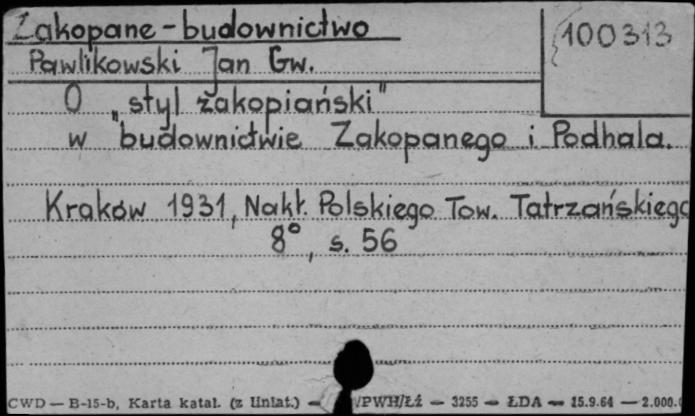 Zakopane - budownictwo
100313
Pawlikowski Jan Gw.
O „styl zakopiański"
w budownictwie Zakopanego i Podhala.
Kraków 1931, Nakł. Polskiego Tow. Tatrzańskiego
8°, s. 56
CWD — B-15-b, Karta katal. (z liniat.) — /PWH/Łź — 3255 — ŁDA — 15.9.64 — 2.000.